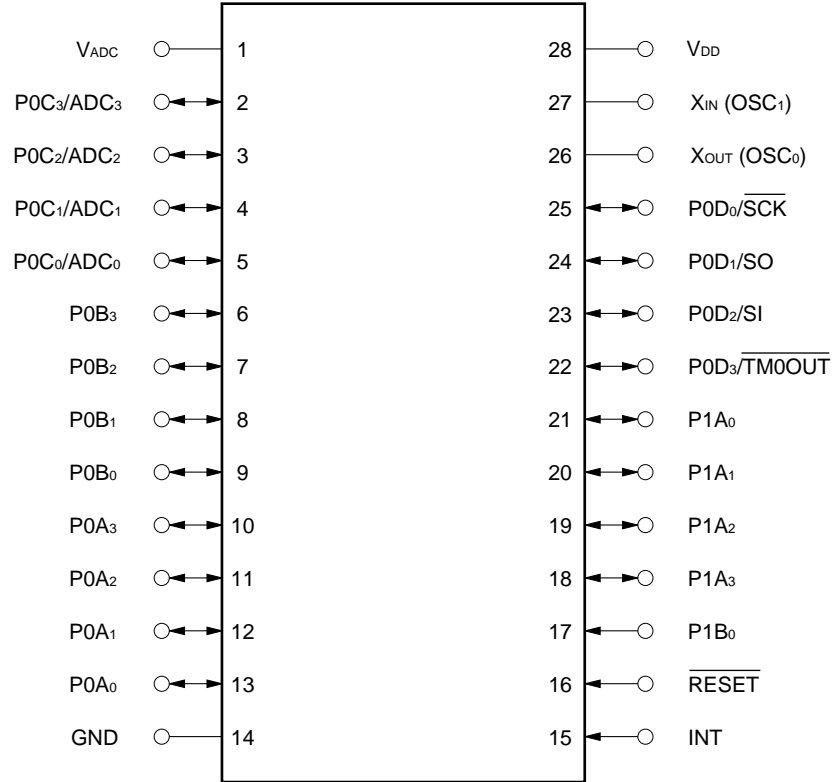 VADC 1 28 VDD
P0C₃/ADC₃ 2 27 XIN (OSC₁)
P0C₂/ADC₂ 3 26 XOUT (OSC₀)
P0C₁/ADC₁ 4 25 P0D₀/S̅C̅K̅
P0C₀/ADC₀ 5 24 P0D₁/SO
P0B₃ 6 23 P0D₂/SI
P0B₂ 7 22 P0D₃/T̅M̅0̅O̅U̅T̅
P0B₁ 8 21 P1A₀
P0B₀ 9 20 P1A₁
P0A₃ 10 19 P1A₂
P0A₂ 11 18 P1A₃
P0A₁ 12 17 P1B₀
P0A₀ 13 16 R̅E̅S̅E̅T̅
GND 14 15 INT